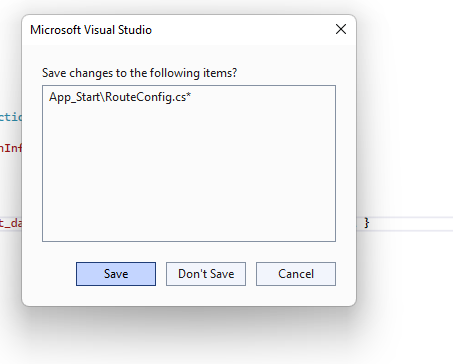 Microsoft Visual Studio
Save changes to the following items?
App_Start\RouteConfig.cs*
}
Save
Don't Save
Cancel